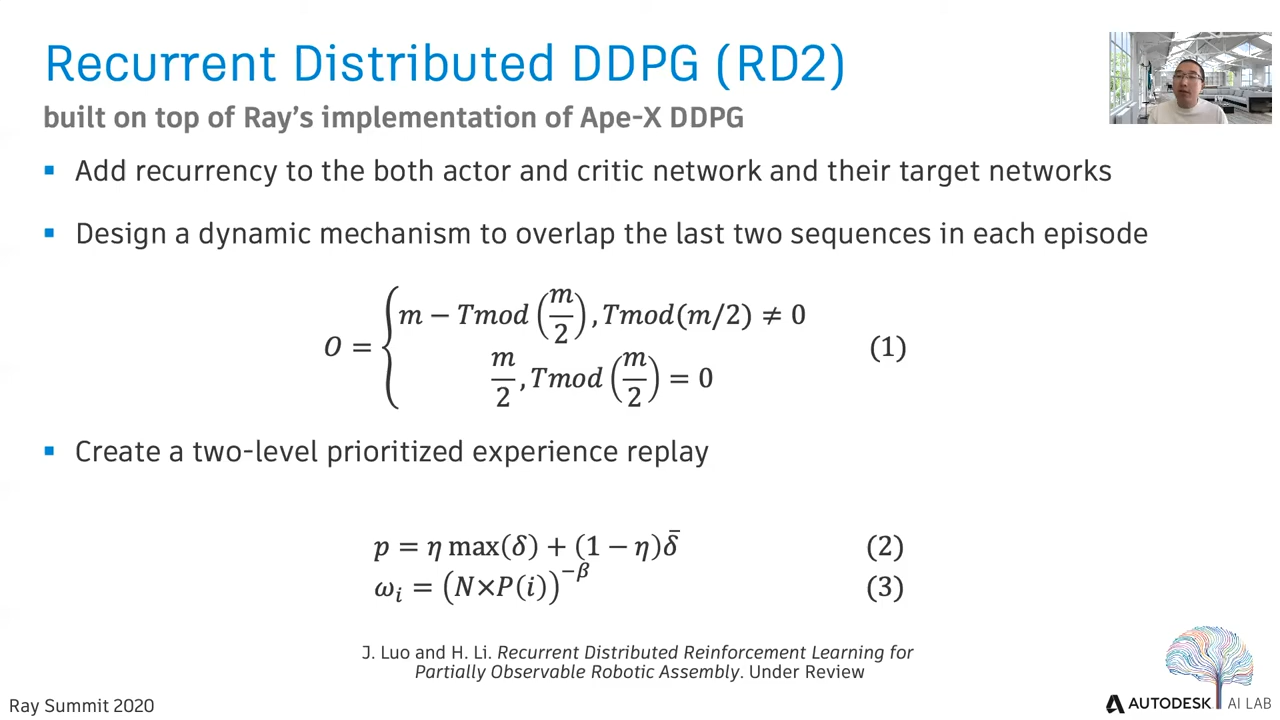 Recurrent Distributed DDPG (RD2)
built on top of Ray's implementation of Ape-X DDPG
▪ Add recurrency to the both actor and critic network and their target networks
▪ Design a dynamic mechanism to overlap the last two sequences in each episode
O = { m − Tmod (m/2), Tmod(m/2) ≠ 0
m/2, Tmod (m/2) = 0 (1)
▪ Create a two-level prioritized experience replay
p = η max(δ) + (1 − η)δ̄ (2)
ωᵢ = (N×P(i))^−β (3)
J. Luo and H. Li. Recurrent Distributed Reinforcement Learning for
Partially Observable Robotic Assembly. Under Review
Ray Summit 2020
AUTODESK. AI LAB